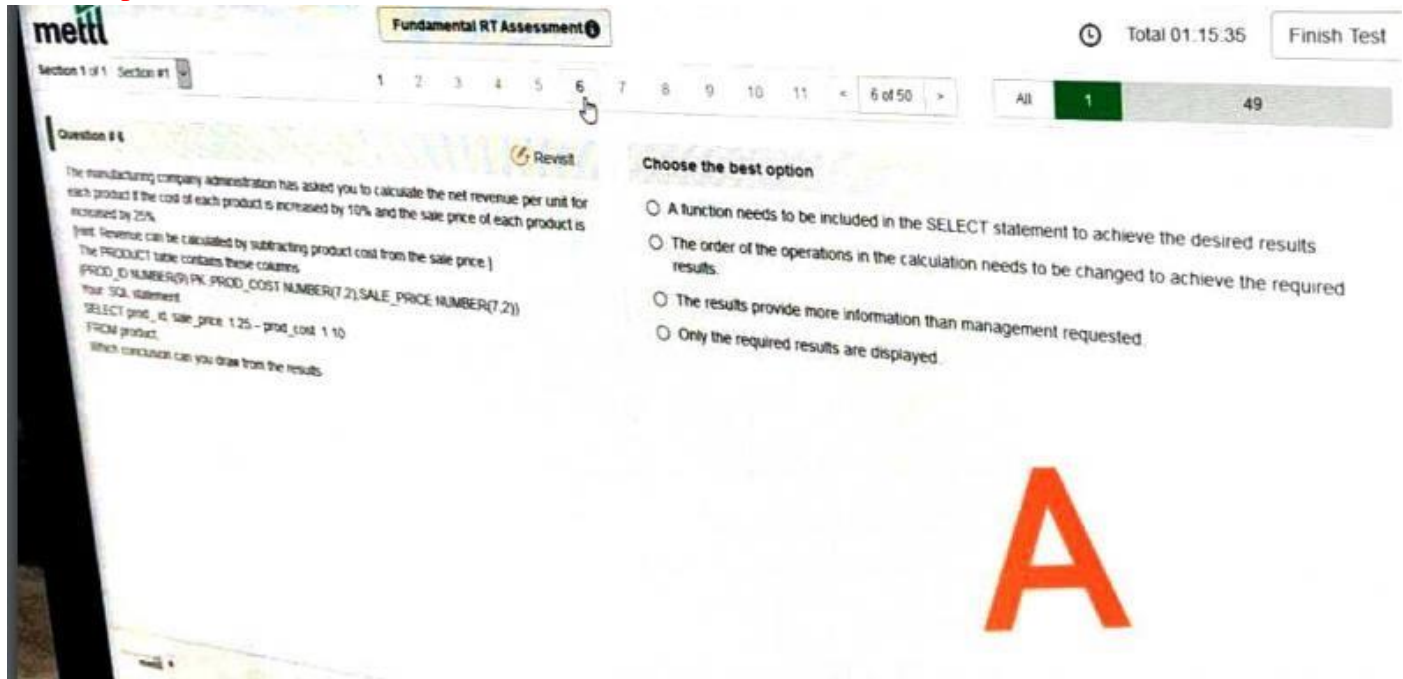 mettl
Fundamental RT Assessment
Total 01:15:35
Finish Test
Section 1 of 1 Section #1
1 2 3 4 5 6 7 8 9 10 11 < 6 of 50 >
All 1 49
Question # 6
Revisit
The manufacturing company administration has asked you to calculate the net revenue per unit for
each product if the cost of each product is increased by 10% and the sale price of each product is
increased by 25%.
[Hint: Revenue can be calculated by subtracting product cost from the sale price.]
The PRODUCT table contains these columns
(PROD_ID NUMBER(9) PK, PROD_COST NUMBER(7,2),SALE_PRICE NUMBER(7,2))
Your SQL statement
SELECT prod_id, sale_price 1.25 – prod_cost 1.10
FROM product;
Which conclusion can you draw from the results
Choose the best option
A function needs to be included in the SELECT statement to achieve the desired results
The order of the operations in the calculation needs to be changed to achieve the required
results.
The results provide more information than management requested.
Only the required results are displayed.
A
mettl